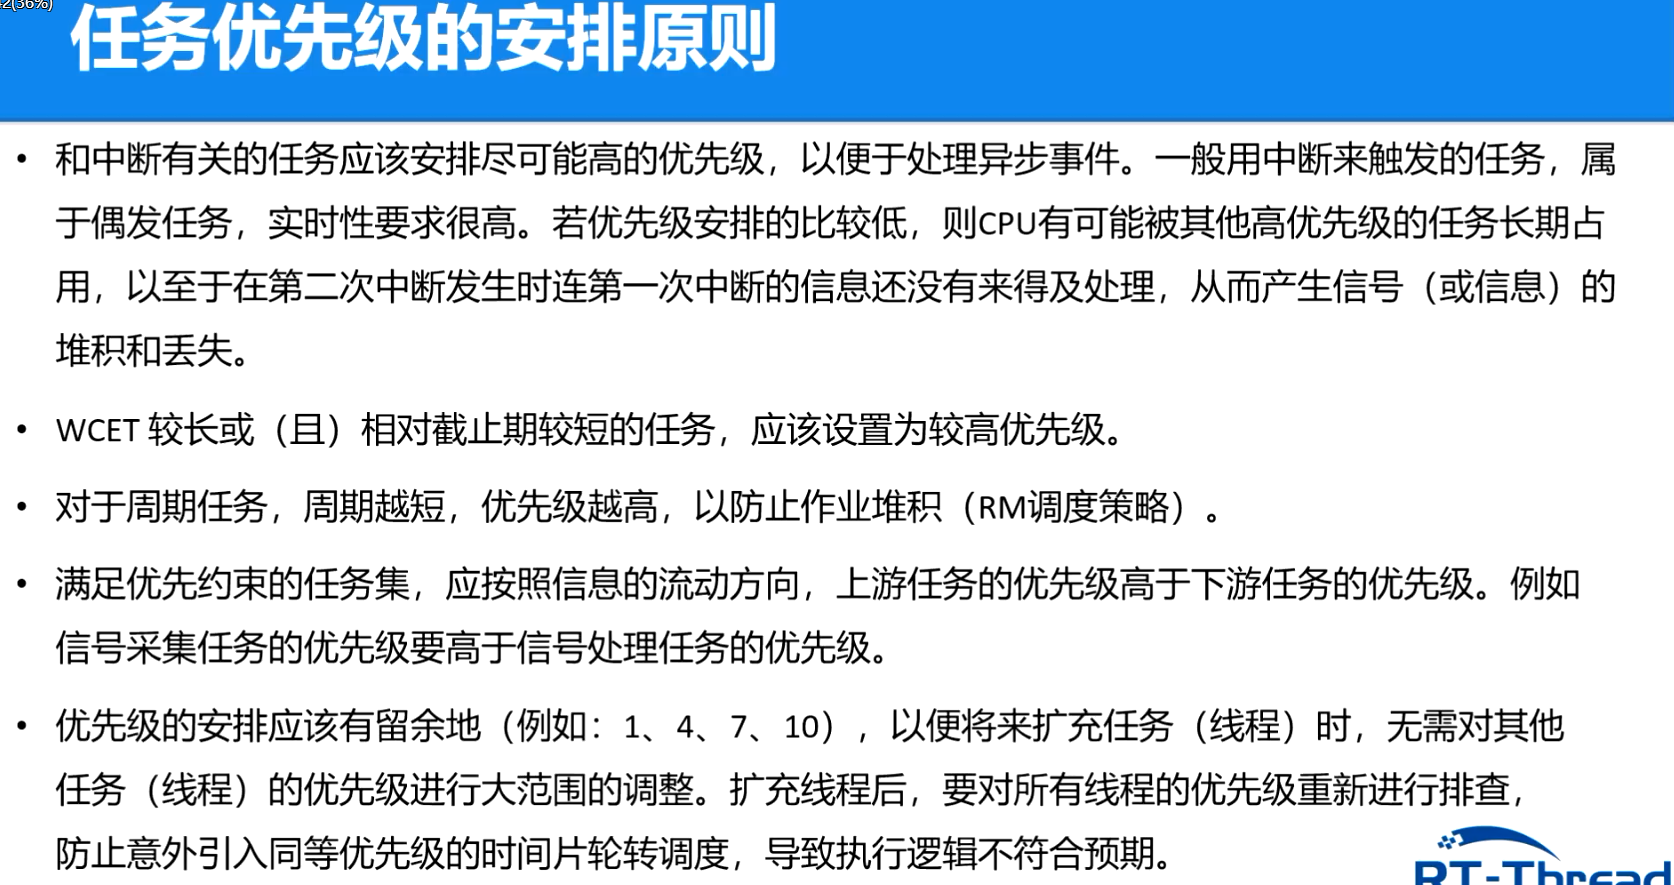 2(36%)
任务优先级的安排原则
• 和中断有关的任务应该安排尽可能高的优先级，以便于处理异步事件。一般用中断来触发的任务，属
于偶发任务，实时性要求很高。若优先级安排的比较低，则CPU有可能被其他高优先级的任务长期占
用，以至于在第二次中断发生时连第一次中断的信息还没有来得及处理，从而产生信号（或信息）的
堆积和丢失。
• WCET 较长或（且）相对截止期较短的任务，应该设置为较高优先级。
• 对于周期任务，周期越短，优先级越高，以防止作业堆积（RM调度策略）。
• 满足优先约束的任务集，应按照信息的流动方向，上游任务的优先级高于下游任务的优先级。例如
信号采集任务的优先级要高于信号处理任务的优先级。
• 优先级的安排应该有留余地（例如：1、4、7、10），以便将来扩充任务（线程）时，无需对其他
任务（线程）的优先级进行大范围的调整。扩充线程后，要对所有线程的优先级重新进行排查，
防止意外引入同等优先级的时间片轮转调度，导致执行逻辑不符合预期。
RT-Thread